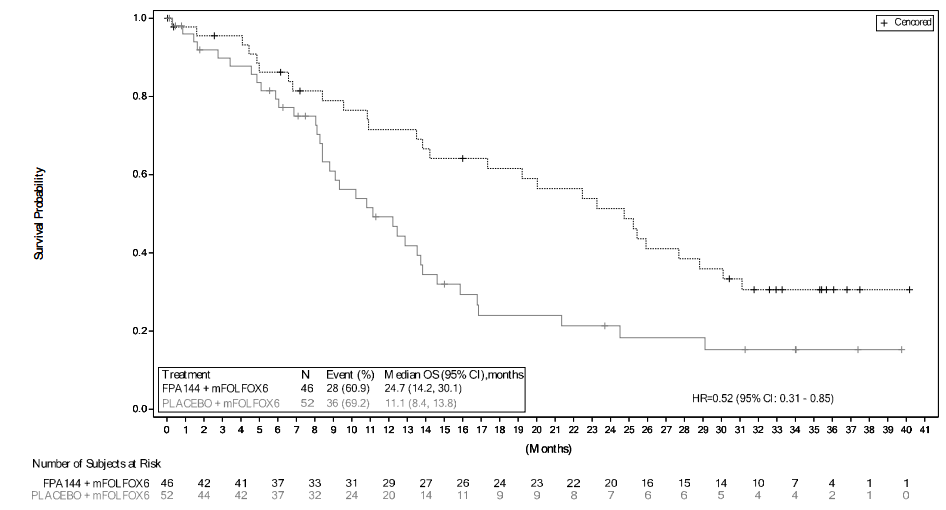 + Censored
1.0
0.8
0.6
0.4
0.2
0.0
Survival Probability
Treatment N Event (%) Median OS (95% CI),months
FPA144 + mFOLFOX6 46 28 (60.9) 24.7 (14.2, 30.1)
PLACEBO + mFOLFOX6 52 36 (69.2) 11.1 (8.4, 13.8)
HR=0.52 (95% CI: 0.31 - 0.85)
0 1 2 3 4 5 6 7 8 9 10 11 12 13 14 15 16 17 18 19 20 21 22 23 24 25 26 27 28 29 30 31 32 33 34 35 36 37 38 39 40 41
(Months)
Number of Subjects at Risk
FPA144 + mFOLFOX6 46 42 41 37 33 31 29 27 26 24 23 22 20 16 15 14 10 7 4 1 1
PLACEBO + mFOLFOX6 52 44 42 37 32 24 20 14 11 9 9 8 7 6 6 5 4 4 2 1 0